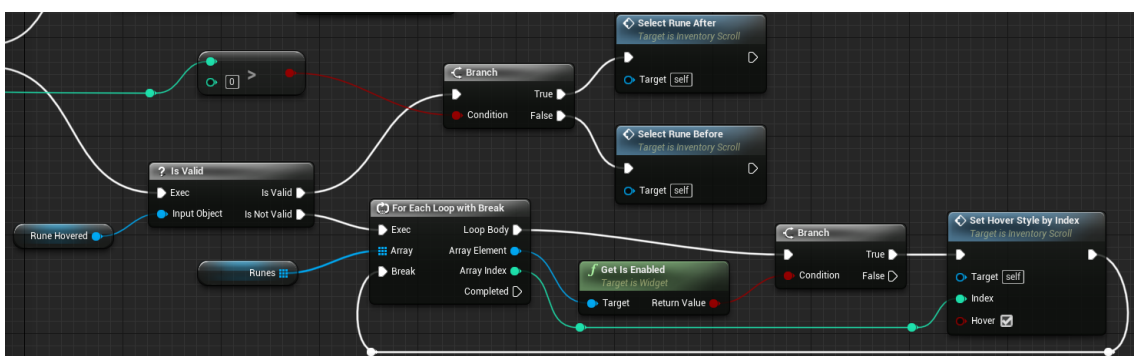 Select Rune After
Target is Inventory Scroll
Target self
0 >
Branch
True
Condition False
Select Rune Before
Target is Inventory Scroll
Target self
? Is Valid
Exec Is Valid
Input Object Is Not Valid
Rune Hovered
For Each Loop with Break
Exec Loop Body
Array Array Element
Break Array Index
Completed
Runes
f Get Is Enabled
Target is Widget
Target Return Value
Branch
True
Condition False
Set Hover Style by Index
Target is Inventory Scroll
Target self
Index
Hover